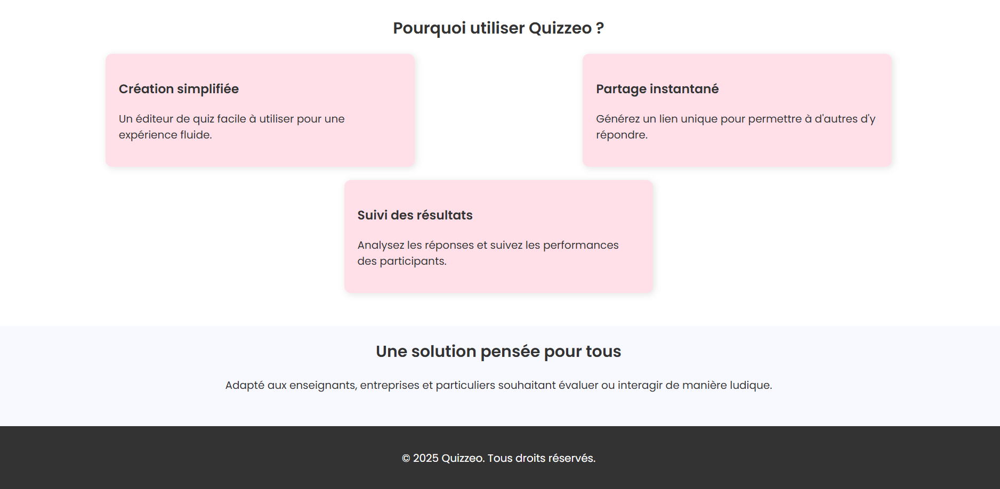 Pourquoi utiliser Quizzeo ?
Création simplifiée
Un éditeur de quiz facile à utiliser pour une
expérience fluide.
Partage instantané
Générez un lien unique pour permettre à d'autres d'y
répondre.
Suivi des résultats
Analysez les réponses et suivez les performances
des participants.
Une solution pensée pour tous
Adapté aux enseignants, entreprises et particuliers souhaitant évaluer ou interagir de manière ludique.
© 2025 Quizzeo. Tous droits réservés.